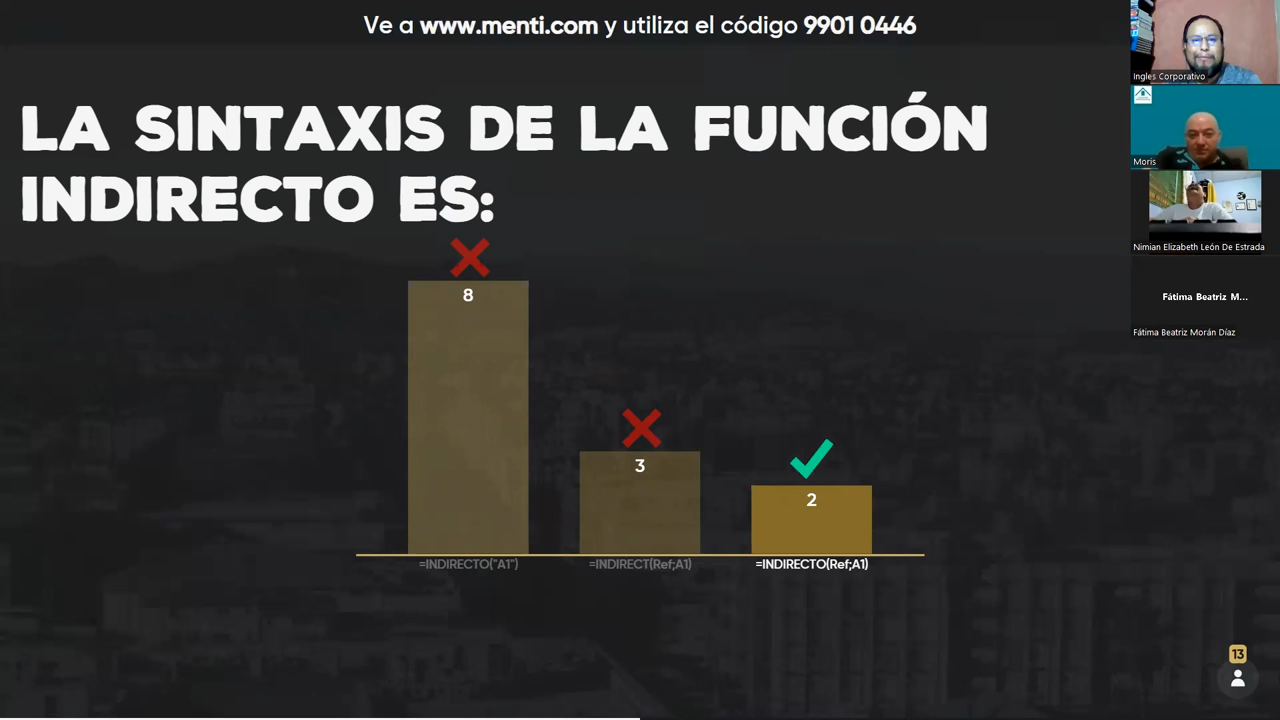 Ve a www.menti.com y utiliza el código 9901 0446
LA SINTAXIS DE LA FUNCIÓN
INDIRECTO ES:
8
3
2
=INDIRECTO("A1")
=INDIRECT(Ref;A1)
=INDIRECTO(Ref;A1)
13
Ingles Corporativo
Moris
Nimian Elizabeth León De Estrada
Fátima Beatriz M...
Fátima Beatriz Morán Díaz